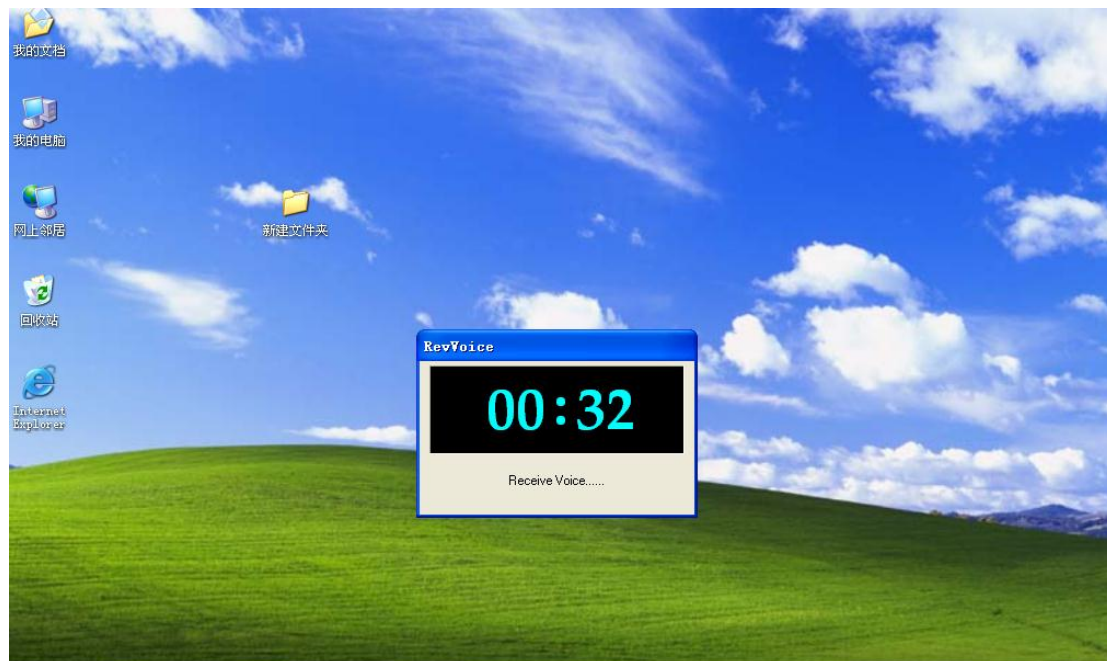 我的文档
我的电脑
网上邻居
新建文件夹
回收站
Internet
Explorer
RevVoice
00:32
Receive Voice......